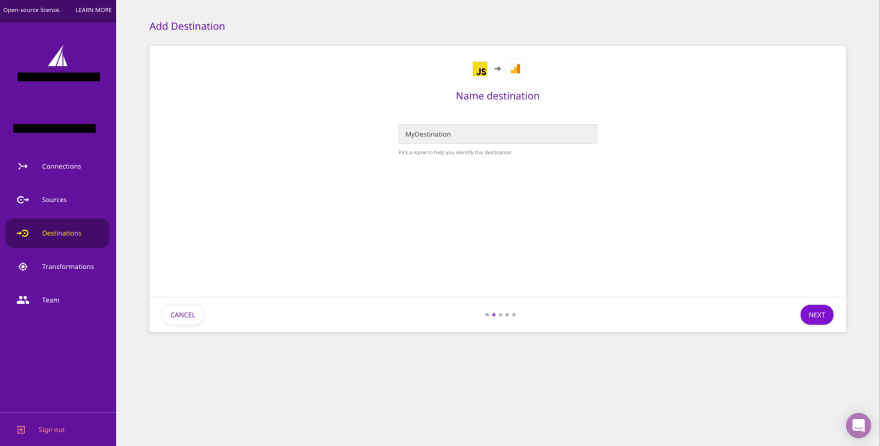 Open-source license. LEARN MORE
Connections
Sources
Destinations
Transformations
Team
Sign out
Add Destination
JS
Name destination
MyDestination
Pick a name to help you identify this destination.
CANCEL
NEXT